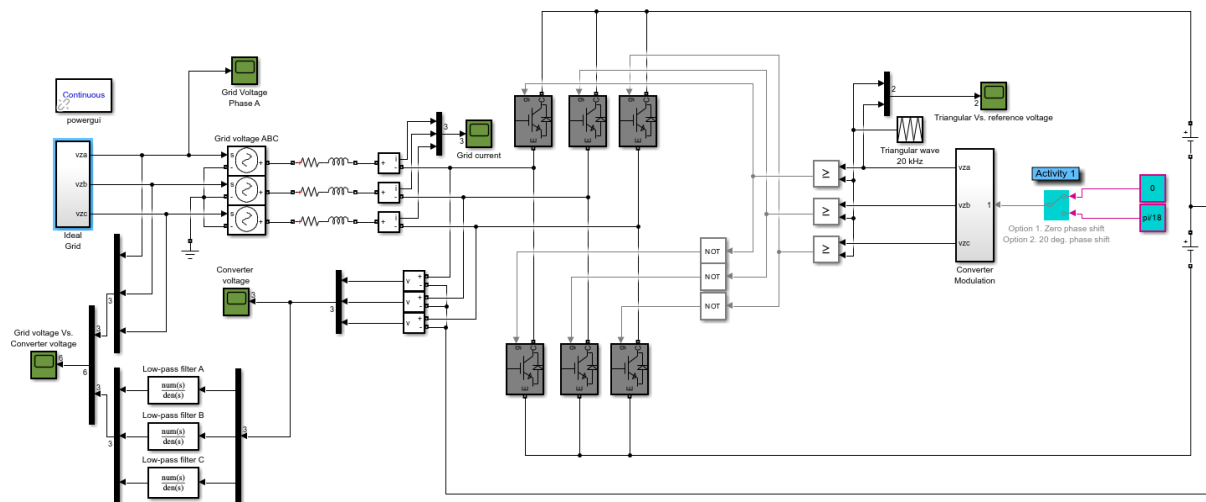 Continuous
powergui
Grid Voltage
Phase A
Grid voltage ABC
vza
vzb
vzc
Ideal
Grid
s
+
-
s
+
-
s
+
-
+
i
-
+
i
-
+
i
-
3
3
Grid current
g
C
E
g
C
E
g
C
E
2
2
Triangular Vs. reference voltage
Triangular wave
20 kHz
≥
≥
≥
vza
vzb
vzc
1
Converter
Modulation
Activity 1
0
pi/18
Option 1. Zero phase shift
Option 2. 20 deg. phase shift
+
+
NOT
NOT
NOT
Converter
voltage
3
3
v
+
-
v
+
-
v
+
-
g
C
E
g
C
E
g
C
E
Grid voltage Vs.
Converter voltage
6
6
3
3
3
3
Low-pass filter A
num(s)
den(s)
Low-pass filter B
num(s)
den(s)
Low-pass filter C
num(s)
den(s)
3